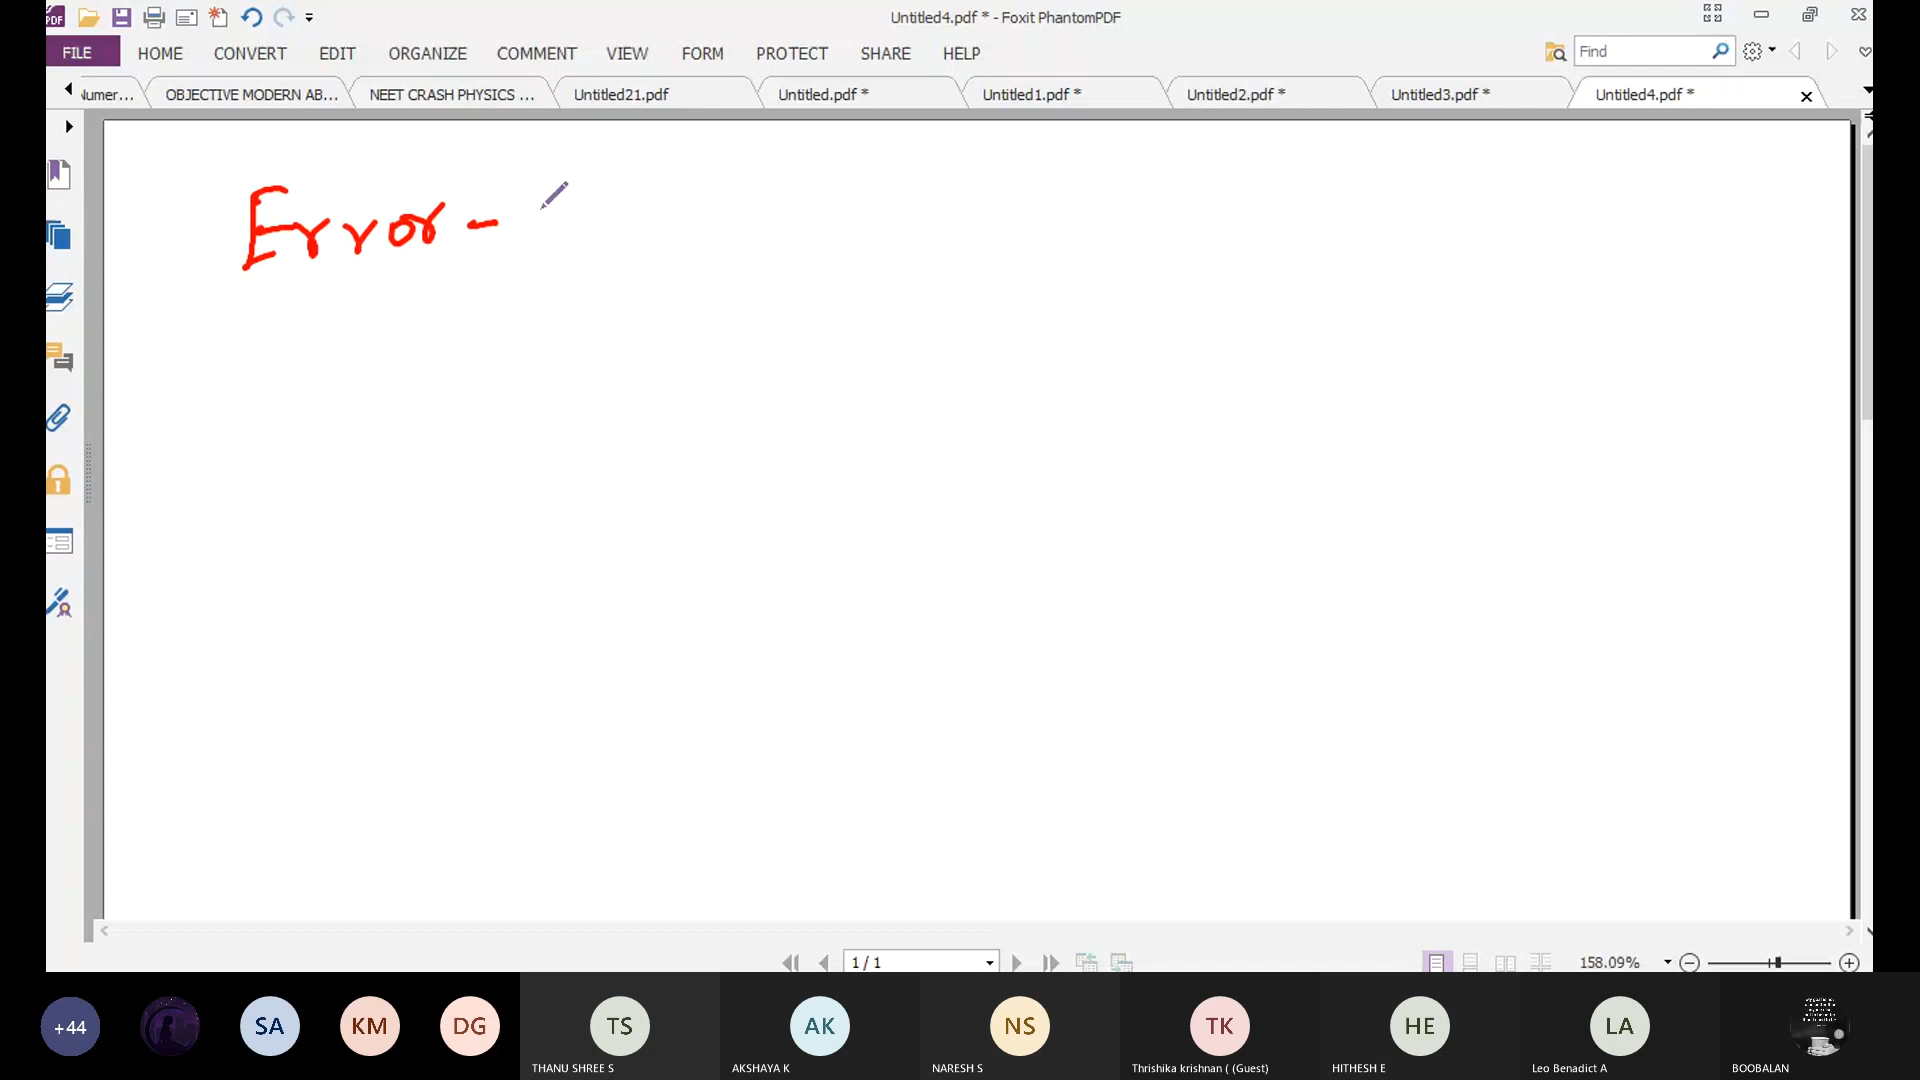 PDF
Untitled4.pdf * - Foxit PhantomPDF
FILE HOME CONVERT EDIT ORGANIZE COMMENT VIEW FORM PROTECT SHARE HELP Find
Numer... OBJECTIVE MODERN AB... NEET CRASH PHYSICS ... Untitled21.pdf Untitled.pdf * Untitled1.pdf * Untitled2.pdf * Untitled3.pdf * Untitled4.pdf *
Error -
1 / 1 158.09%
+44 SA KM DG TS AK NS TK HE LA
THANU SHREE S AKSHAYA K NARESH S Thrishika krishnan ( (Guest) HITHESH E Leo Benadict A BOOBALAN